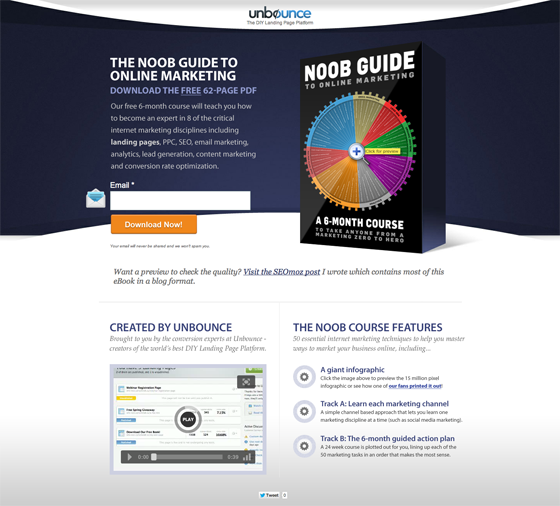 unbounce
The DIY Landing Page Platform
THE NOOB GUIDE TO
ONLINE MARKETING
DOWNLOAD THE FREE 62-PAGE PDF
Our free 6-month course will teach you how
to become an expert in 8 of the critical
internet marketing disciplines including
landing pages, PPC, SEO, email marketing,
analytics, lead generation, content marketing
and conversion rate optimization.
Email *
Download Now!
Your email will never be shared and we won't spam you.
NOOB GUIDE
TO ONLINE MARKETING
Click for preview
A 6-MONTH COURSE
TO TAKE ANYONE FROM A
MARKETING ZERO TO HERO
Want a preview to check the quality? Visit the SEOmoz post I wrote which contains most of this
eBook in a blog format.
CREATED BY UNBOUNCE
Brought to you by the conversion experts at Unbounce -
creators of the world's best DIY Landing Page Platform.
Webinar Registration Page
Free Spring Giveaway
Download Our Free Book
PLAY
0:00
0:39
THE NOOB COURSE FEATURES
50 essential internet marketing techniques to help you master
ways to market your business online, including...
A giant infographic
Click the image above to preview the 15 million pixel
infographic or see how one of our fans printed it out!
Track A: Learn each marketing channel
A simple channel based approach that lets you learn one
marketing discipline at a time (such as social media marketing).
Track B: The 6-month guided action plan
A 24 week course is plotted out for you, lining up each of the
50 marketing tasks in an order that makes the most sense.
Tweet
0